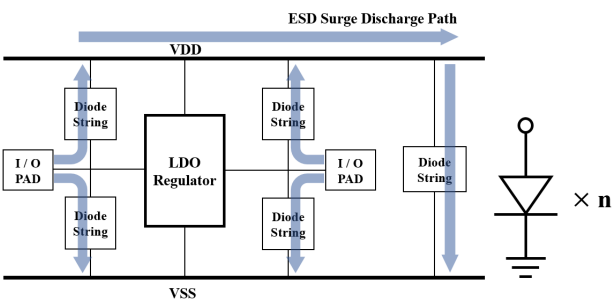 ESD Surge Discharge Path
VDD
Diode
String
Diode
String
I / O
PAD
LDO
Regulator
I / O
PAD
Diode
String
Diode
String
Diode
String
× n
VSS